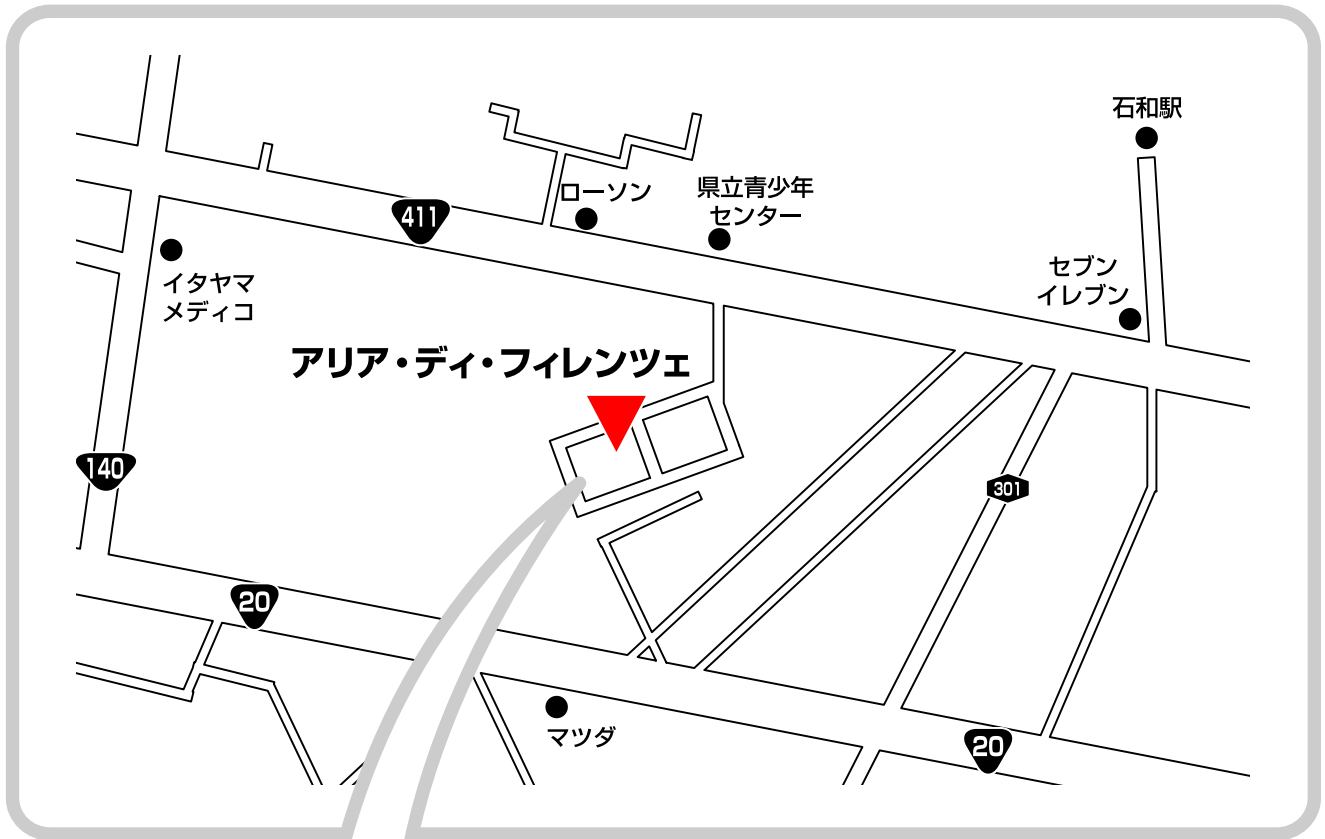 石和駅
ローソン
県立青少年
センター
411
セブン
イレブン
イタヤマ
メディコ
アリア・ディ・フィレンツェ
140
301
20
マツダ
20